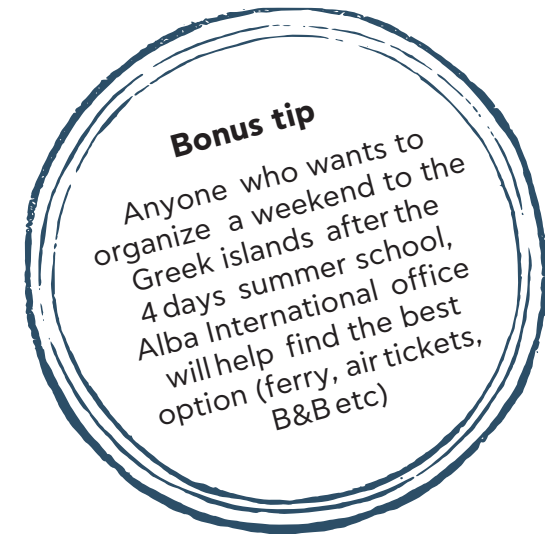 Bonus tip
Anyone who wants to
organize a weekend to the
Greek islands after the
4 days summer school,
Alba International office
will help find the best
option (ferry, air tickets,
B&B etc)